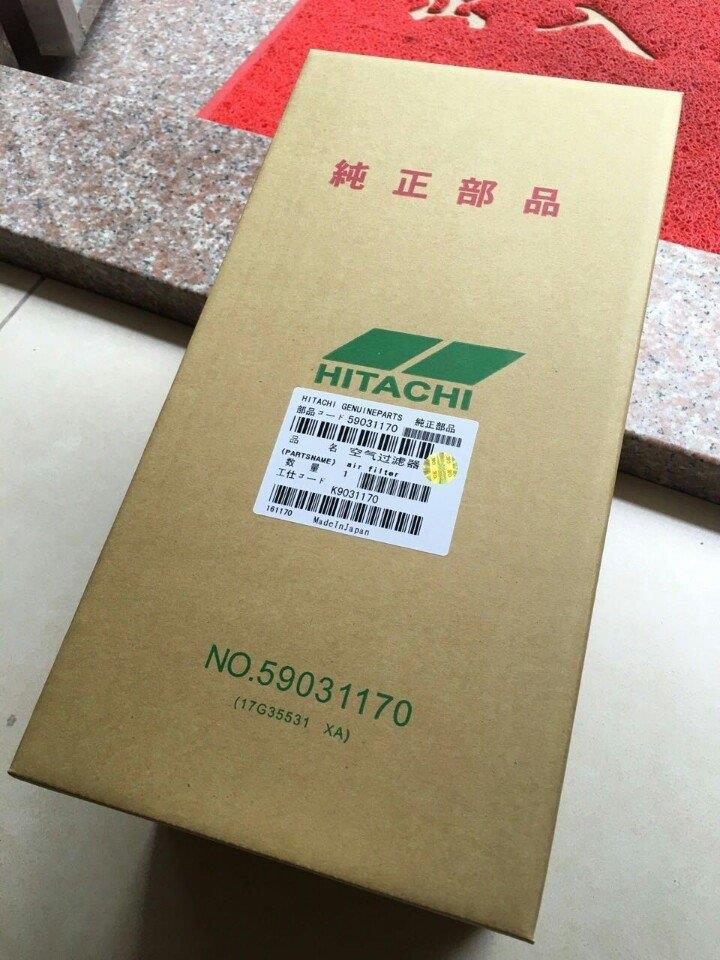 純正部品
HITACHI
HITACHI GENUINEPARTS 純正部品
部品コード 59031170
品 名 空气过滤器
(PARTSNAME) air filter
数 量 1
工仕コード K9031170
161170 MadeInJapan
NO.59031170
(17G35531 XA)